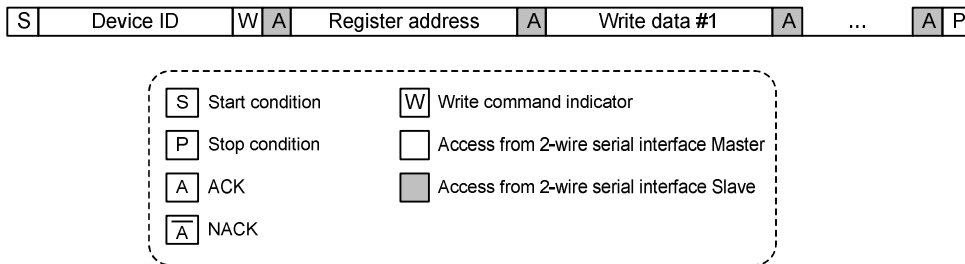 S Device ID W A Register address A Write data #1 A ... A P
S Start condition W Write command indicator
P Stop condition Access from 2-wire serial interface Master
A ACK Access from 2-wire serial interface Slave
A̅ NACK